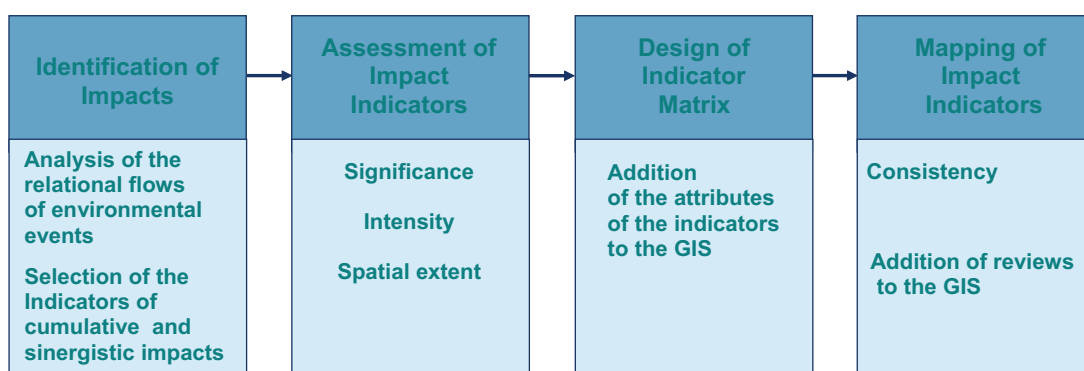 Identification of
Impacts
Analysis of the
relational flows
of environmental
events
Selection of the
Indicators of
cumulative and
sinergistic impacts
Assessment of
Impact
Indicators
Significance
Intensity
Spatial extent
Design of
Indicator
Matrix
Addition
of the attributes
of the indicators
to the GIS
Mapping of
Impact
Indicators
Consistency
Addition of reviews
to the GIS